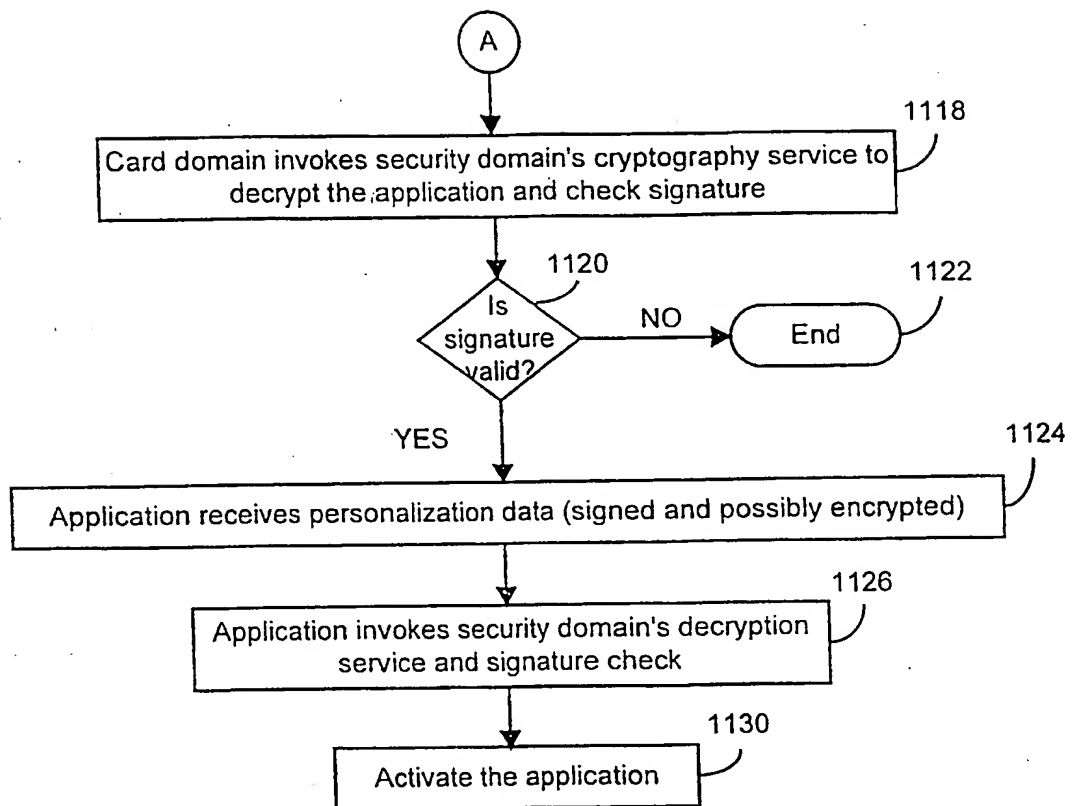 A
1118
Card domain invokes security domain's cryptography service to
decrypt the application and check signature
1120
Is
signature
valid?
NO
1122
End
YES
1124
Application receives personalization data (signed and possibly encrypted)
1126
Application invokes security domain's decryption
service and signature check
1130
Activate the application